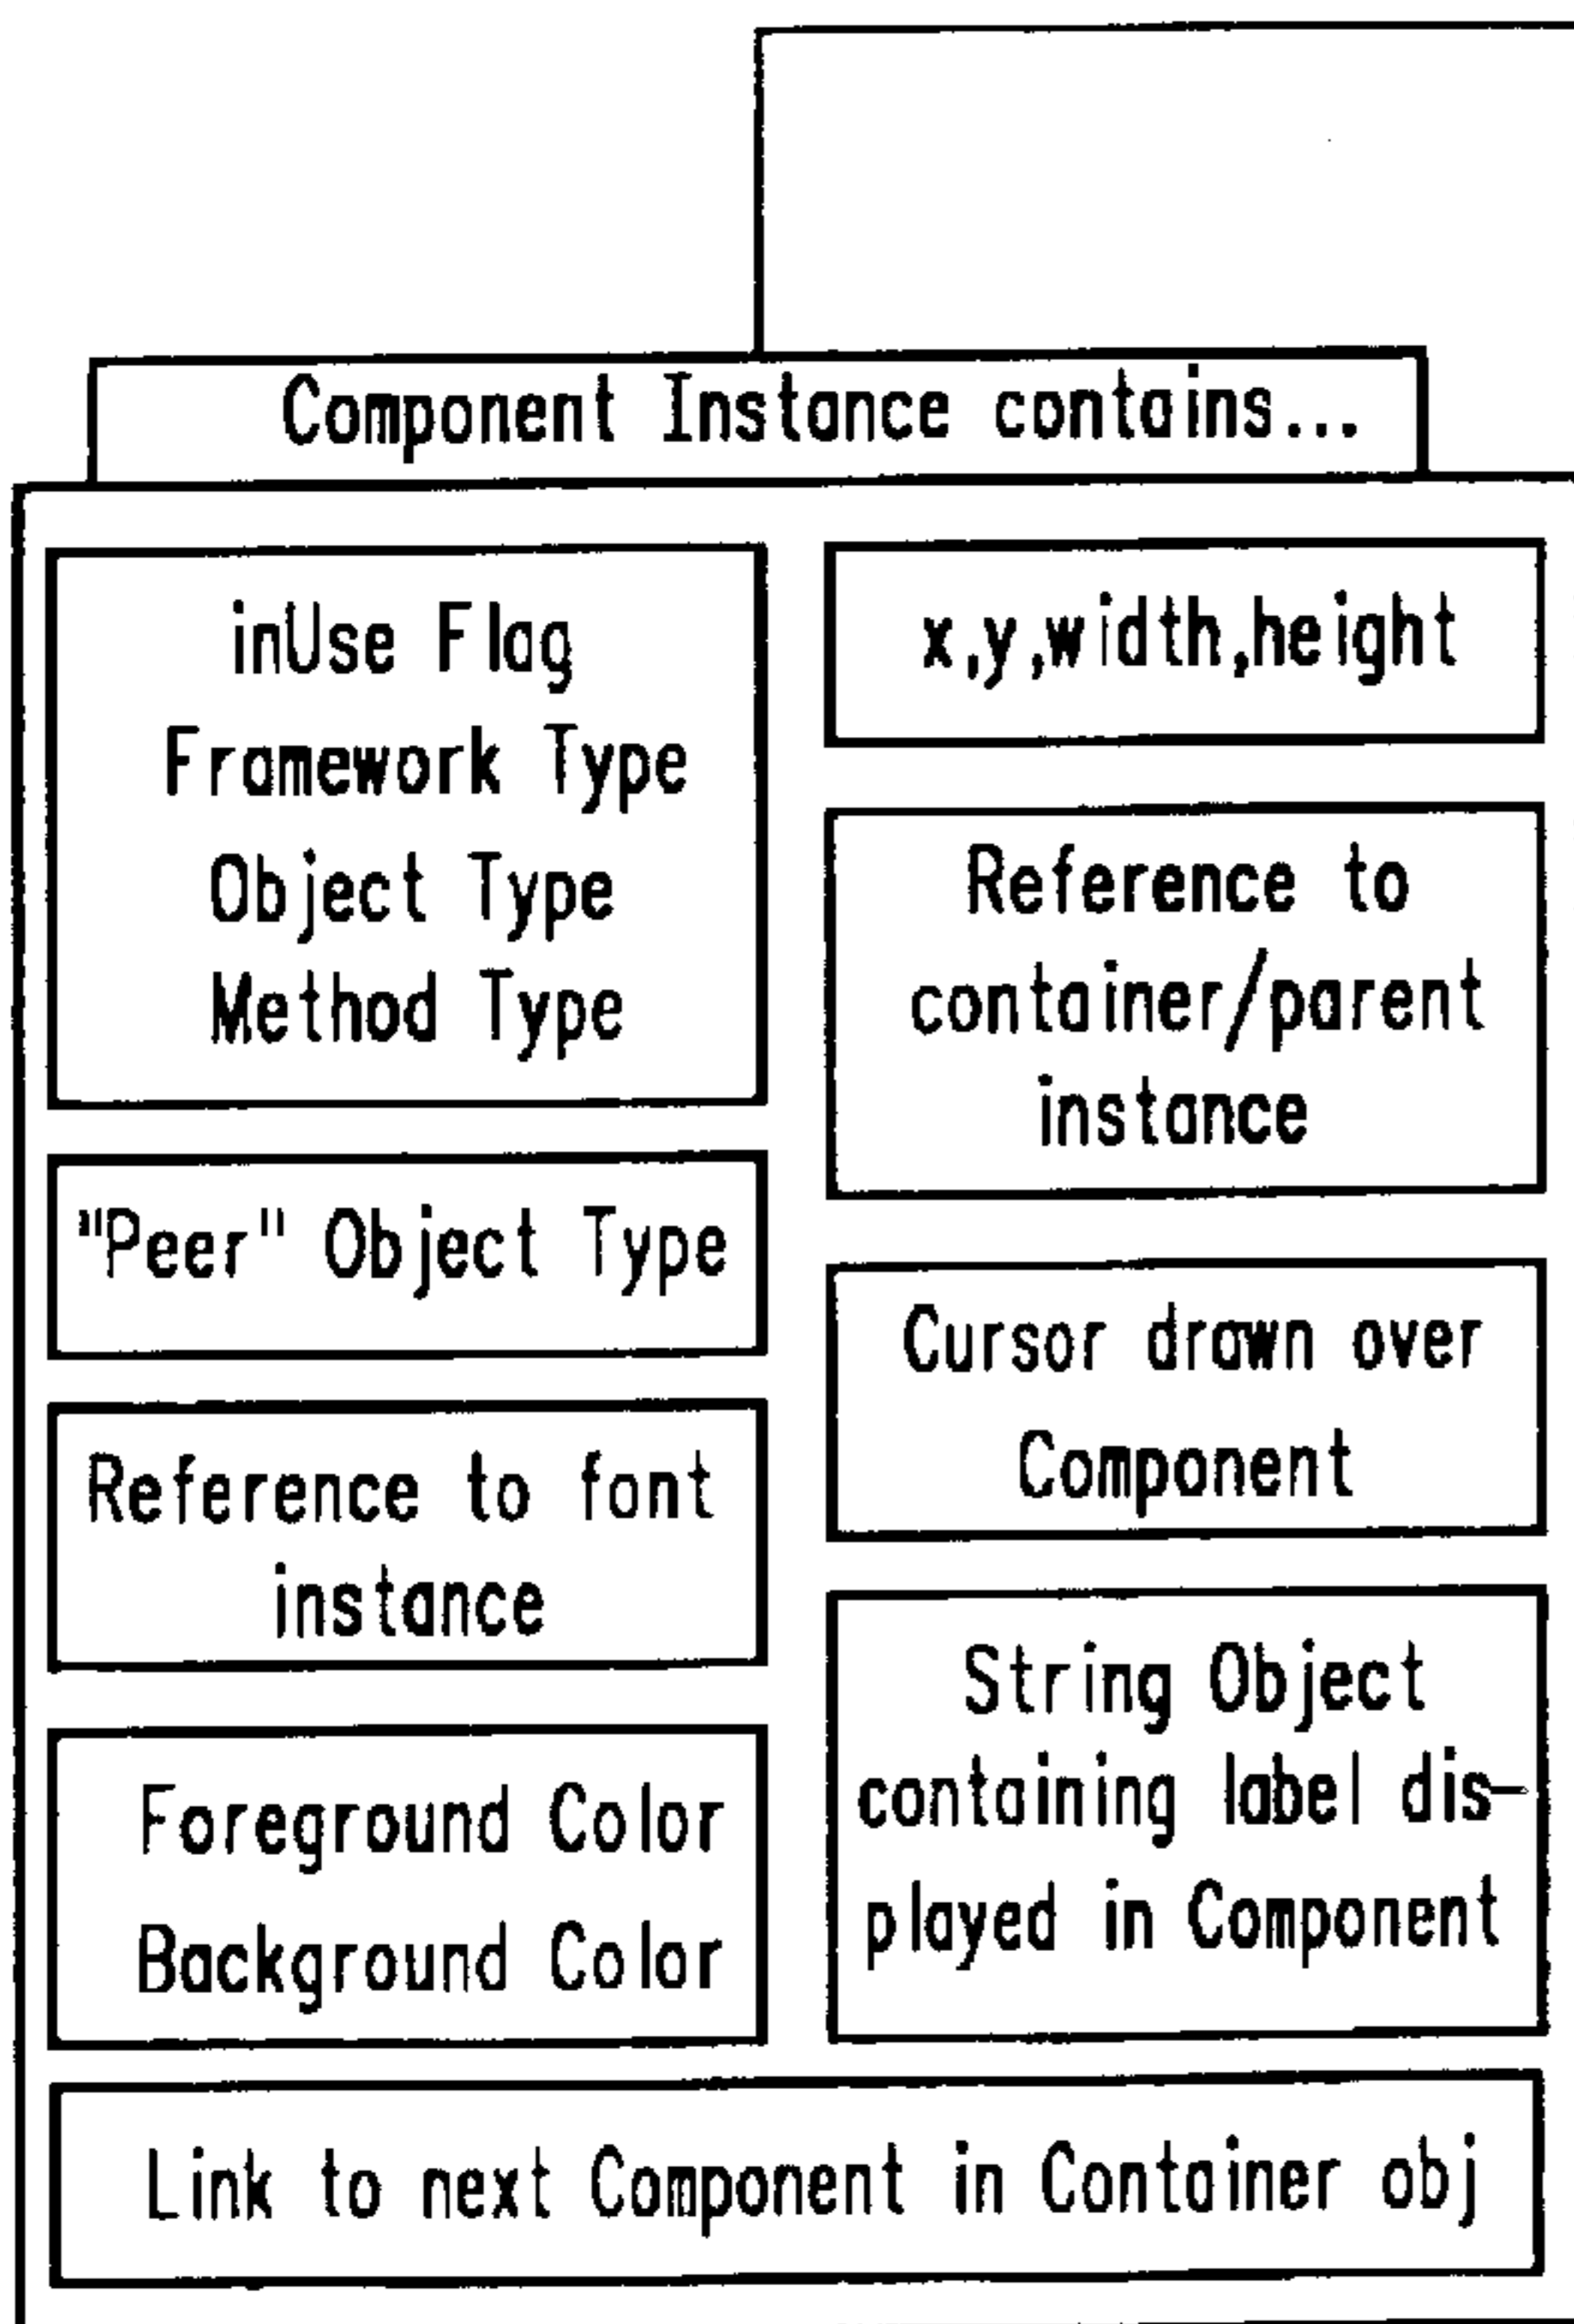 Component Instance contains...
inUse Flag
Framework Type
Object Type
Method Type
"Peer" Object Type
Reference to font
instance
Foreground Color
Background Color
x,y,width,height
Reference to
container/parent
instance
Cursor drawn over
Component
String Object
containing label dis-
played in Component
Link to next Component in Container obj